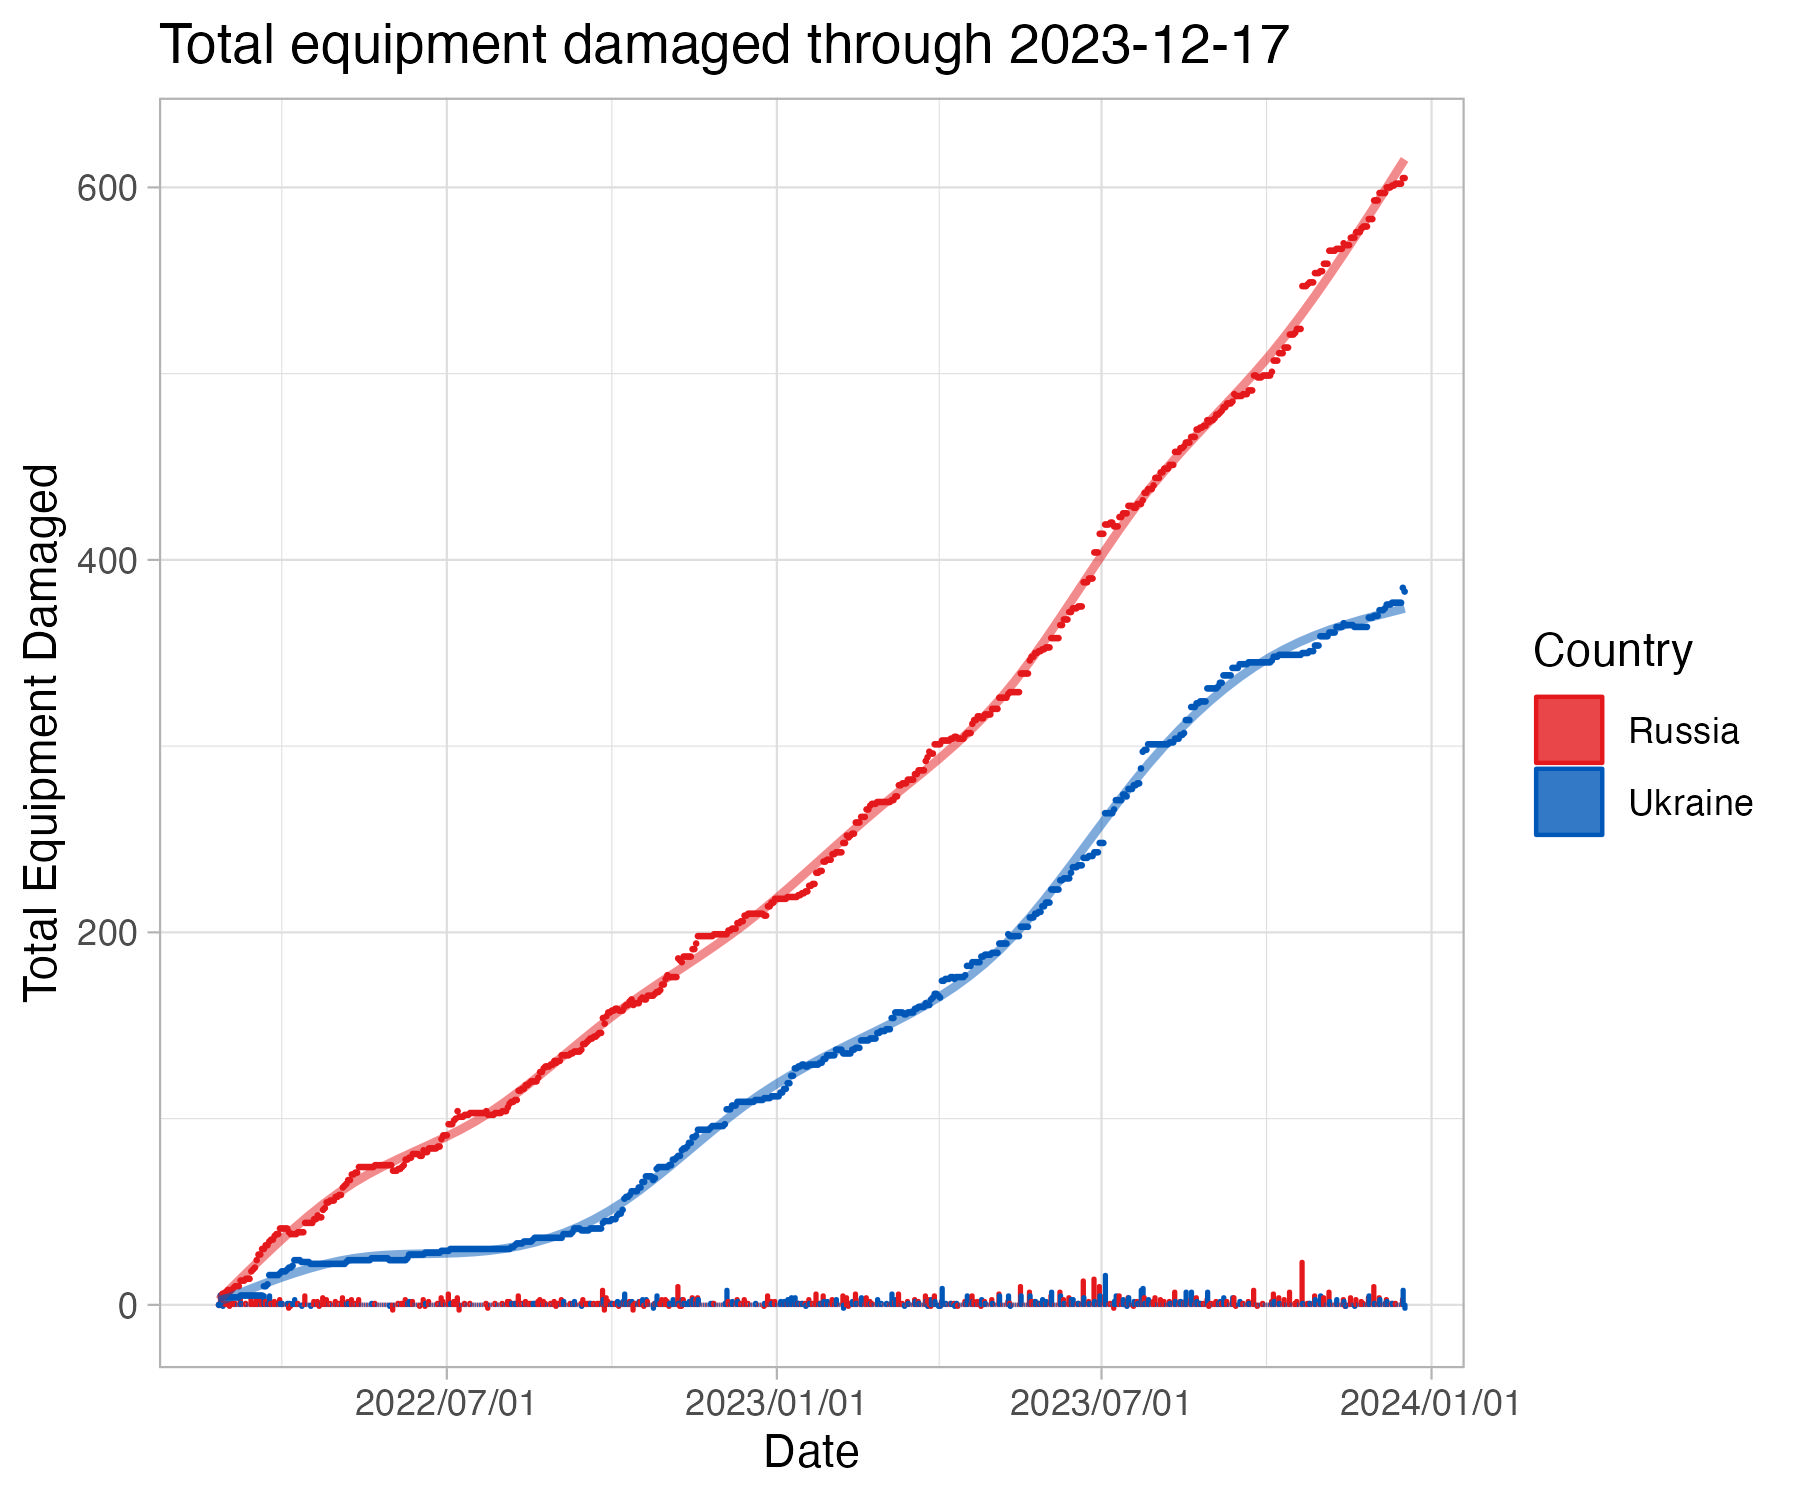 Total equipment damaged through 2023-12-17
Total Equipment Damaged
600
400
200
0
2022/07/01
2023/01/01
2023/07/01
2024/01/01
Date
Country
Russia
Ukraine